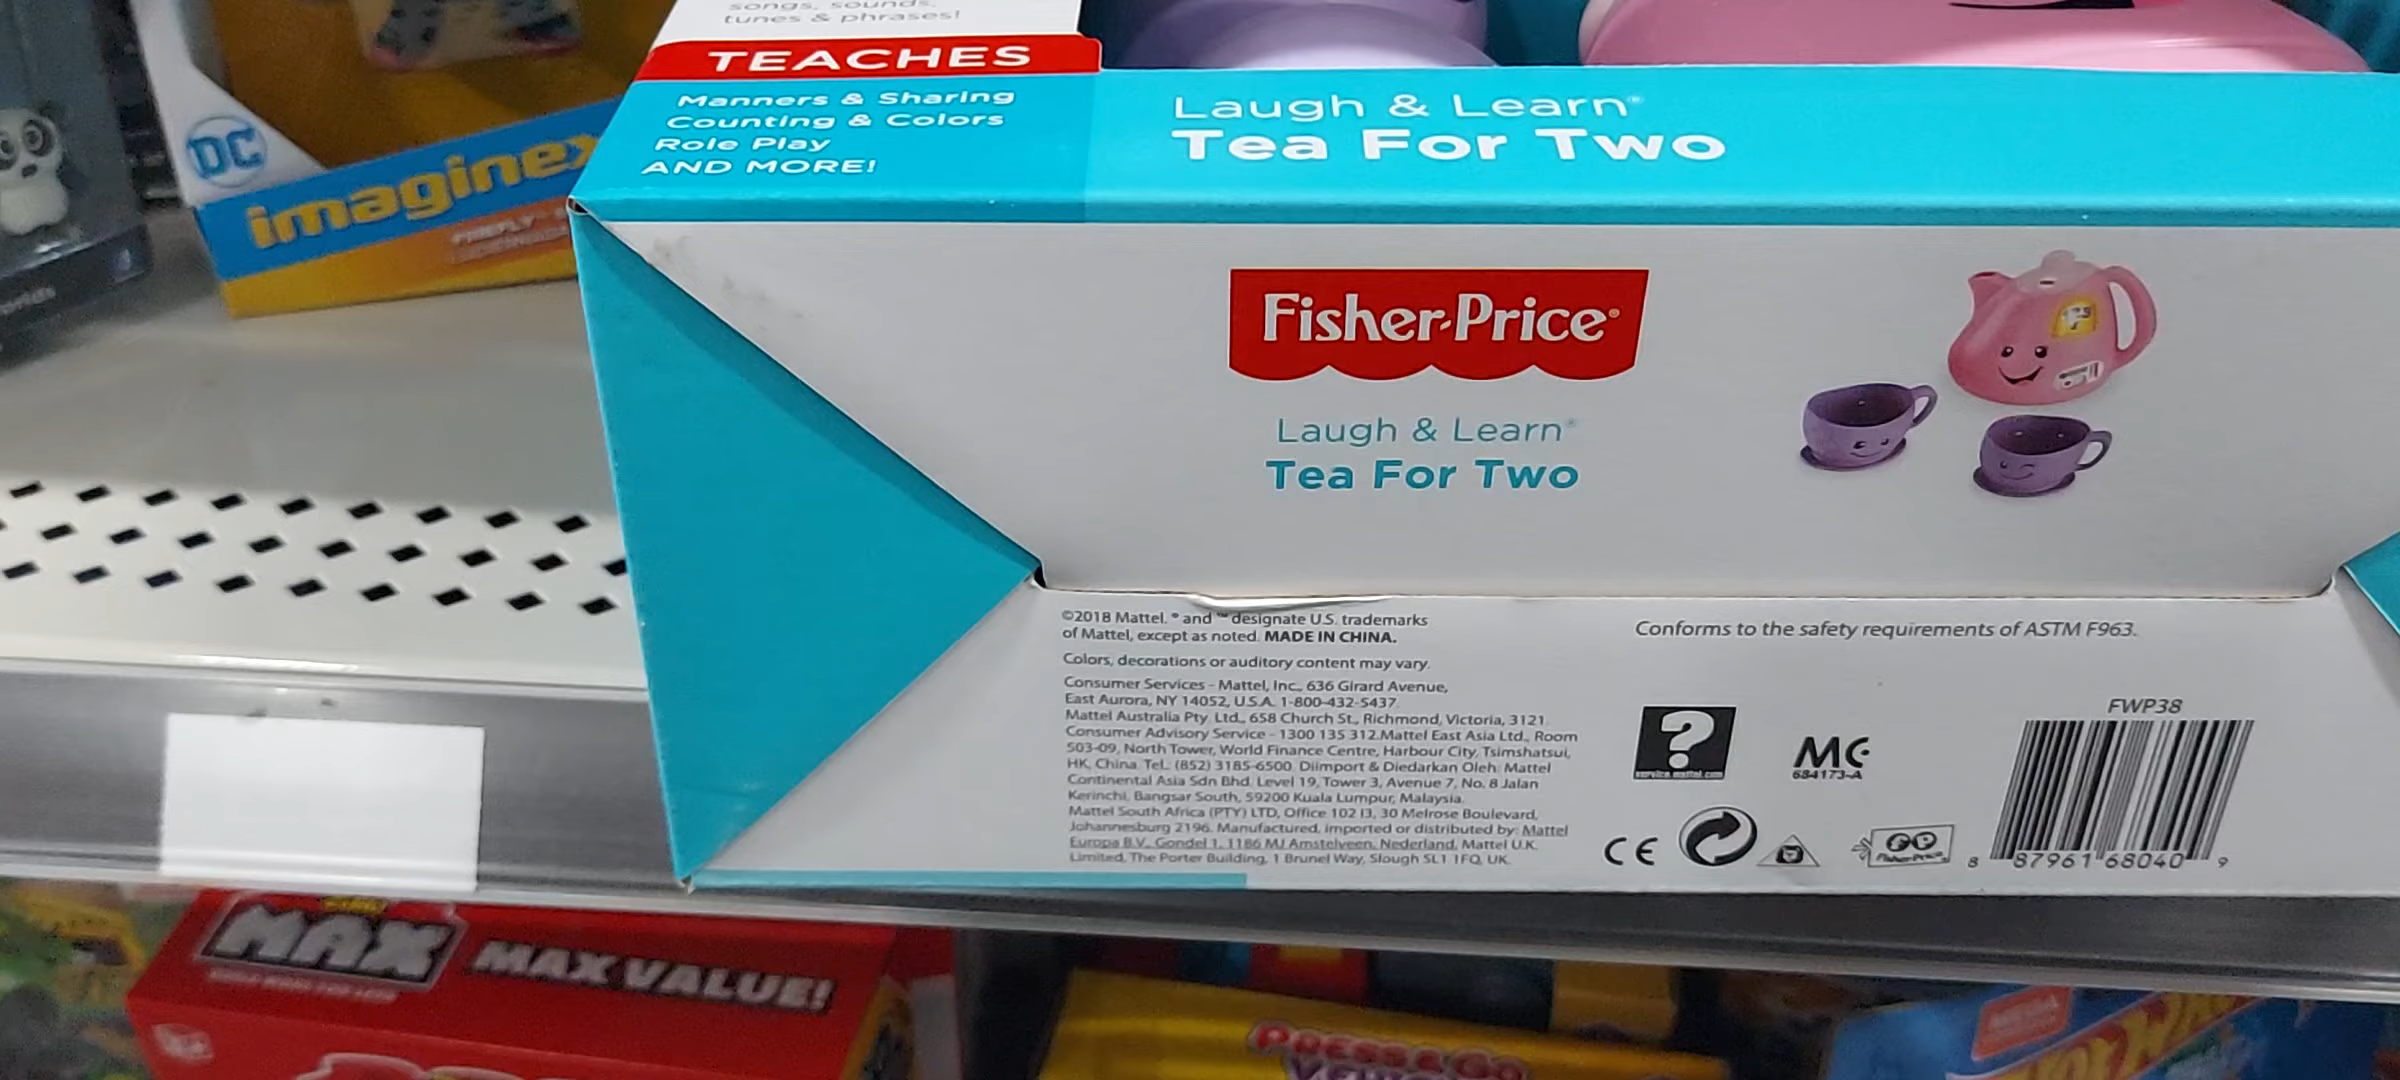 songs, sounds,
tunes & phrases!
TEACHES
Manners & Sharing
Counting & Colors
Role Play
AND MORE!
Laugh & Learn®
Tea For Two
DC
imaginex
Fisher-Price®
Laugh & Learn®
Tea For Two
©2018 Mattel. ® and ™ designate U.S. trademarks
of Mattel, except as noted. MADE IN CHINA.
Colors, decorations or auditory content may vary.
Consumer Services - Mattel, Inc., 636 Girard Avenue,
East Aurora, NY 14052, U.S.A. 1-800-432-5437.
Mattel Australia Pty. Ltd., 658 Church St., Richmond, Victoria, 3121.
Consumer Advisory Service - 1300 135 312.Mattel East Asia Ltd., Room
503-09, North Tower, World Finance Centre, Harbour City, Tsimshatsui,
HK, China. Tel.: (852) 3185-6500. Diimport & Diedarkan Oleh: Mattel
Continental Asia Sdn Bhd. Level 19, Tower 3, Avenue 7, No. 8 Jalan
Kerinchi, Bangsar South, 59200 Kuala Lumpur, Malaysia.
Mattel South Africa (PTY) LTD, Office 102 I3, 30 Melrose Boulevard,
Johannesburg 2196. Manufactured, imported or distributed by: Mattel
Europa B.V., Gondel 1, 1186 MJ Amstelveen, Nederland. Mattel U.K.
Limited, The Porter Building, 1 Brunel Way, Slough SL1 1FQ, UK.
Conforms to the safety requirements of ASTM F963.
?
service.mattel.com
MC
684173-A
CE
Fisher-Price
FWP38
8 87961 68040 9
MAX
MAX VALUE!
PRESS & GO